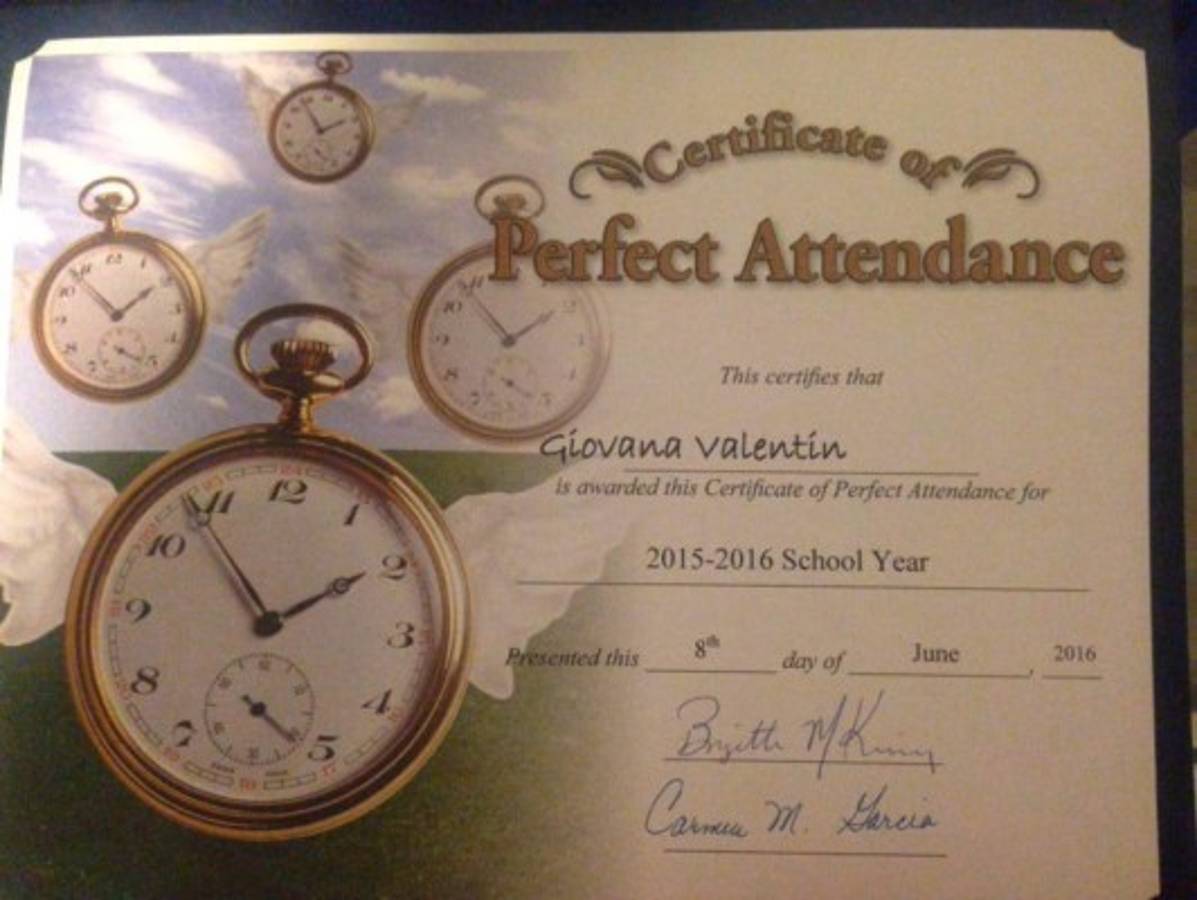 Certificate of
Perfect Attendance
This certifies that
Giovana Valentin
is awarded this Certificate of Perfect Attendance for
2015-2016 School Year
Presented this 8th day of June, 2016
Carmen M. Garcia